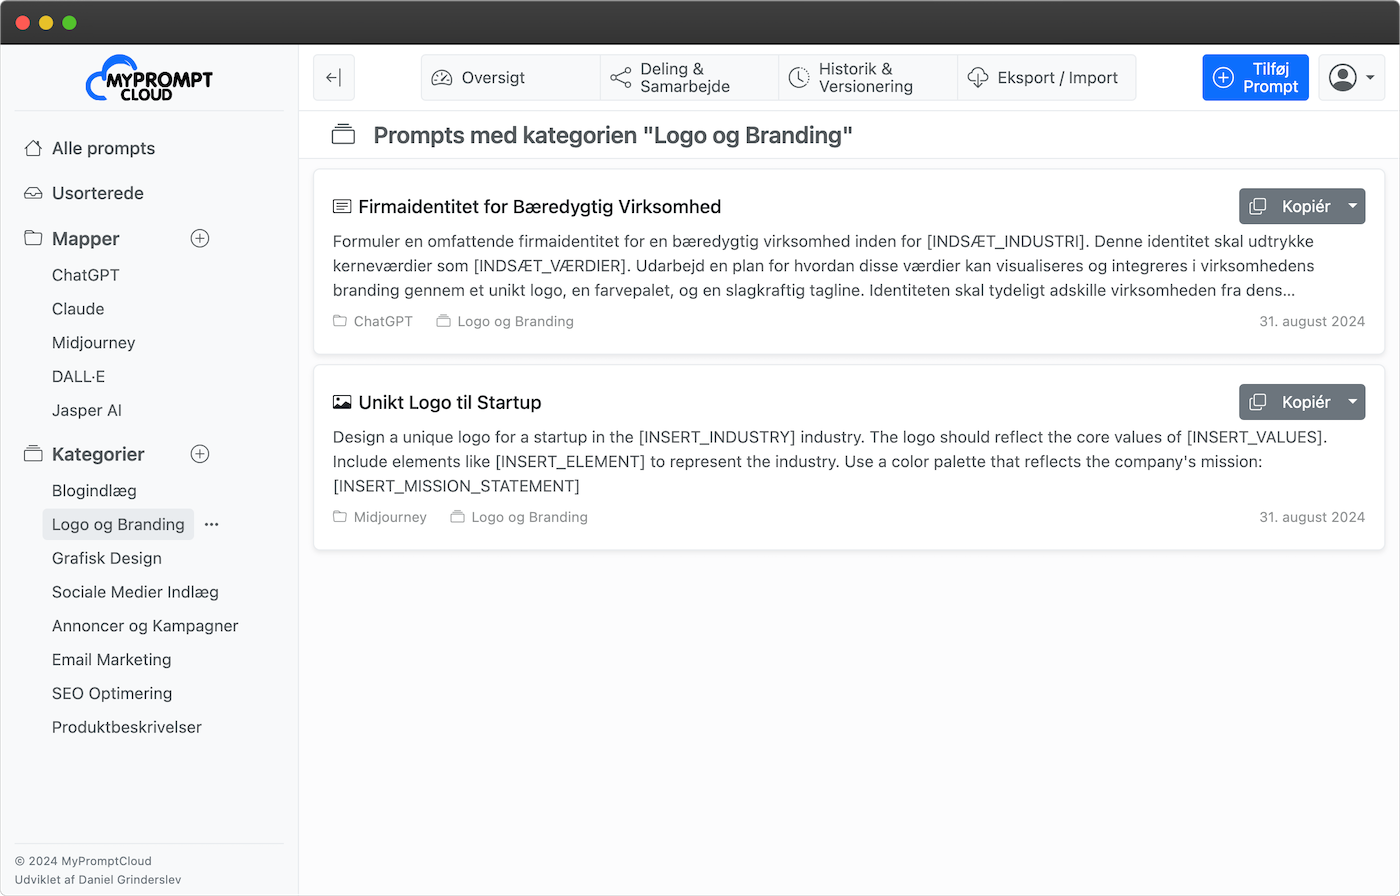 MYPROMPT
CLOUD
Oversigt
Deling &
Samarbejde
Historik &
Versionering
Eksport / Import
Tilføj
Prompt
Alle prompts
Usorterede
Mapper
ChatGPT
Claude
Midjourney
DALL·E
Jasper AI
Kategorier
Blogindlæg
Logo og Branding
Grafisk Design
Sociale Medier Indlæg
Annoncer og Kampagner
Email Marketing
SEO Optimering
Produktbeskrivelser
© 2024 MyPromptCloud
Udviklet af Daniel Grinderslev
Prompts med kategorien "Logo og Branding"
Firmaidentitet for Bæredygtig Virksomhed
Kopiér
Formuler en omfattende firmaidentitet for en bæredygtig virksomhed inden for [INDSÆT_INDUSTRI]. Denne identitet skal udtrykke
kerneværdier som [INDSÆT_VÆRDIER]. Udarbejd en plan for hvordan disse værdier kan visualiseres og integreres i virksomhedens
branding gennem et unikt logo, en farvepalet, og en slagkraftig tagline. Identiteten skal tydeligt adskille virksomheden fra dens...
ChatGPT Logo og Branding 31. august 2024
Unikt Logo til Startup
Kopiér
Design a unique logo for a startup in the [INSERT_INDUSTRY] industry. The logo should reflect the core values of [INSERT_VALUES].
Include elements like [INSERT_ELEMENT] to represent the industry. Use a color palette that reflects the company's mission:
[INSERT_MISSION_STATEMENT]
Midjourney Logo og Branding 31. august 2024